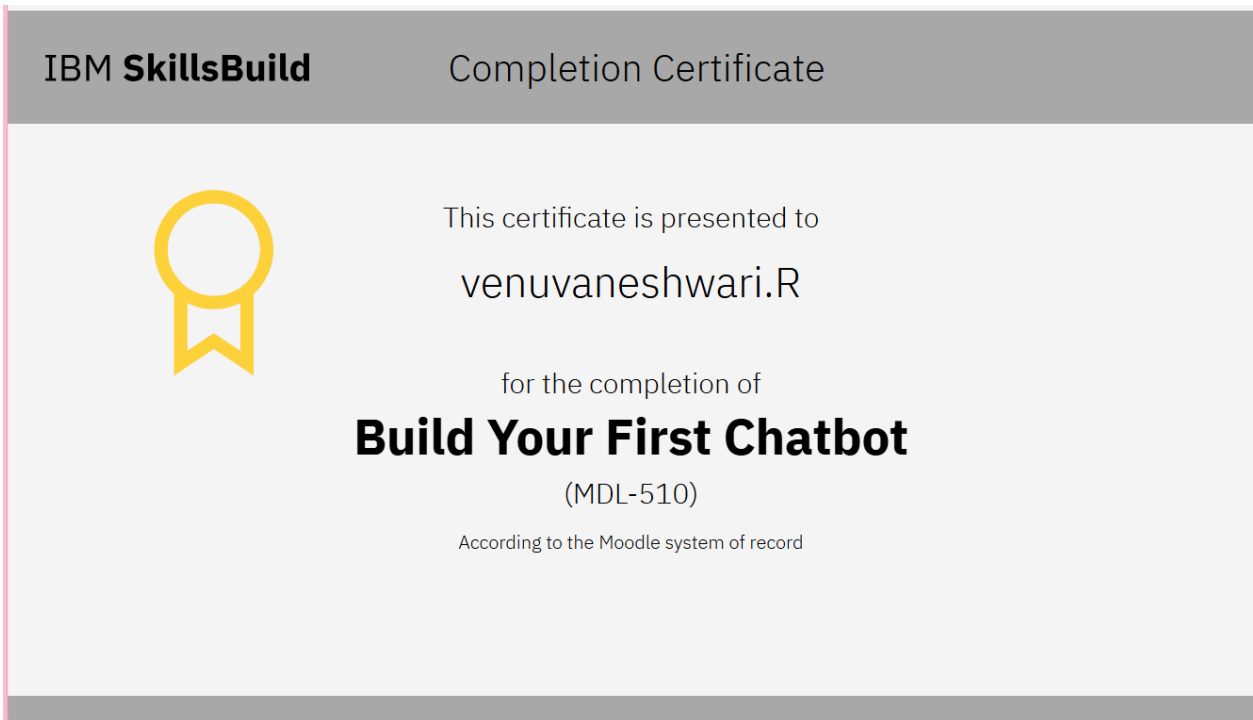 IBM SkillsBuild
Completion Certificate
This certificate is presented to
venuvaneshwari.R
for the completion of
Build Your First Chatbot
(MDL-510)
According to the Moodle system of record